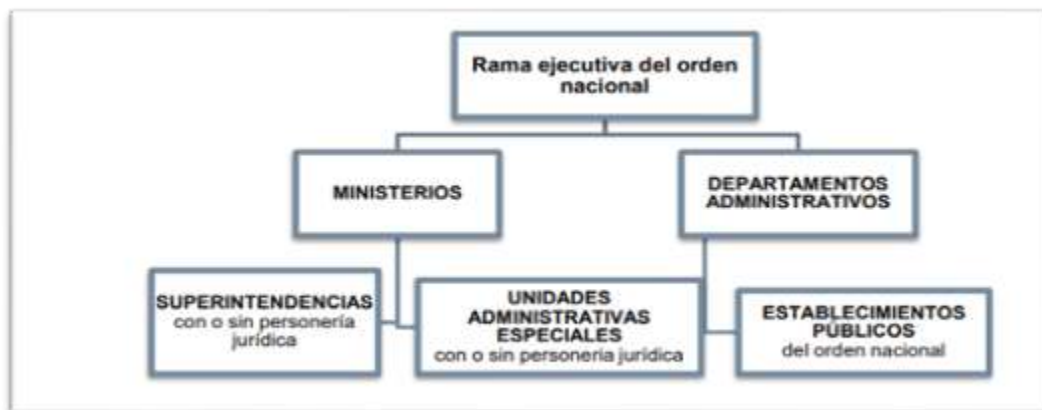 Rama ejecutiva del orden
nacional
MINISTERIOS
DEPARTAMENTOS
ADMINISTRATIVOS
SUPERINTENDENCIAS
con o sin personería
jurídica
UNIDADES
ADMINISTRATIVAS
ESPECIALES
con o sin personería jurídica
ESTABLECIMIENTOS
PÚBLICOS
del orden nacional